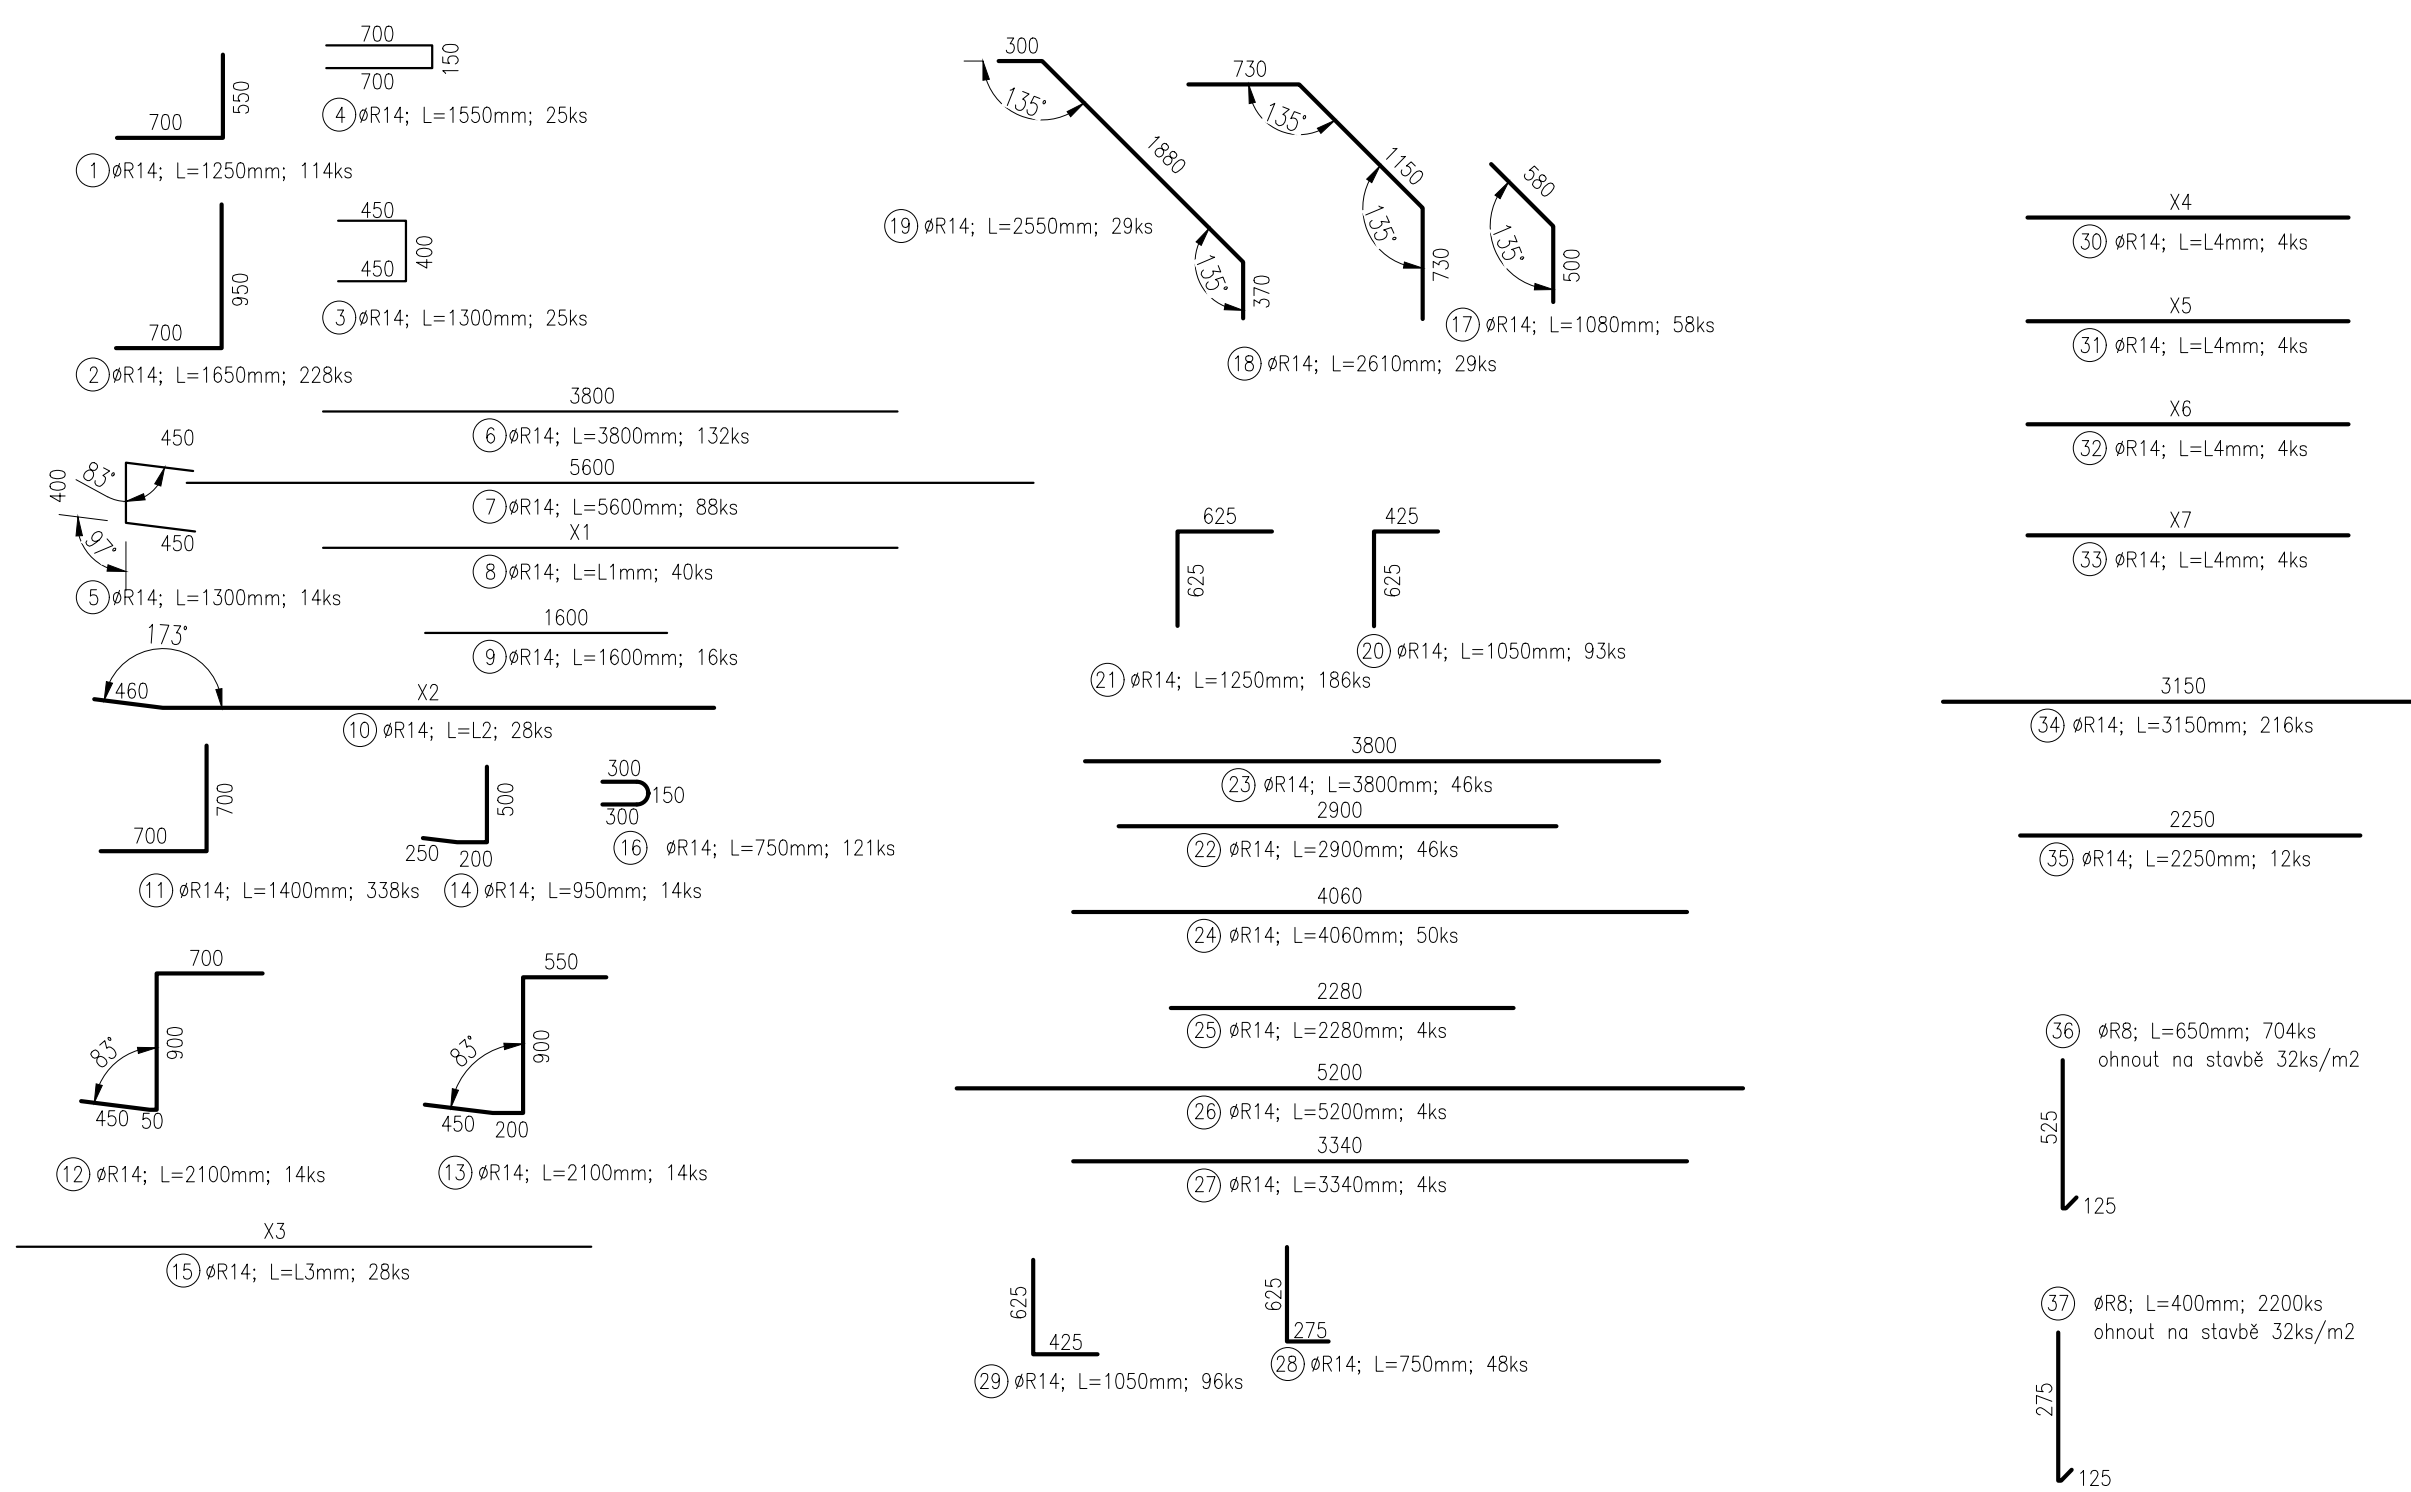 700
550
1 øR14; L=1250mm; 114ks
700
150
700
4 øR14; L=1550mm; 25ks
950
700
2 øR14; L=1650mm; 228ks
450
400
450
3 øR14; L=1300mm; 25ks
3800
6 øR14; L=3800mm; 132ks
450
83°
400
97°
450
5 øR14; L=1300mm; 14ks
5600
7 øR14; L=5600mm; 88ks
X1
8 øR14; L=L1mm; 40ks
1600
9 øR14; L=1600mm; 16ks
173°
460
X2
10 øR14; L=L2; 28ks
700
700
11 øR14; L=1400mm; 338ks
500
250
200
14 øR14; L=950mm; 14ks
300
150
300
16 øR14; L=750mm; 121ks
700
900
83°
450
50
12 øR14; L=2100mm; 14ks
550
900
83°
450
200
13 øR14; L=2100mm; 14ks
X3
15 øR14; L=L3mm; 28ks
300
135°
1880
135°
370
19 øR14; L=2550mm; 29ks
730
135°
1150
135°
730
18 øR14; L=2610mm; 29ks
580
135°
500
17 øR14; L=1080mm; 58ks
625
625
21 øR14; L=1250mm; 186ks
425
625
20 øR14; L=1050mm; 93ks
3800
23 øR14; L=3800mm; 46ks
2900
22 øR14; L=2900mm; 46ks
4060
24 øR14; L=4060mm; 50ks
2280
25 øR14; L=2280mm; 4ks
5200
26 øR14; L=5200mm; 4ks
3340
27 øR14; L=3340mm; 4ks
625
425
29 øR14; L=1050mm; 96ks
625
275
28 øR14; L=750mm; 48ks
X4
30 øR14; L=L4mm; 4ks
X5
31 øR14; L=L4mm; 4ks
X6
32 øR14; L=L4mm; 4ks
X7
33 øR14; L=L4mm; 4ks
3150
34 øR14; L=3150mm; 216ks
2250
35 øR14; L=2250mm; 12ks
36 øR8; L=650mm; 704ks
ohnout na stavbě 32ks/m2
525
125
37 øR8; L=400mm; 2200ks
ohnout na stavbě 32ks/m2
275
125